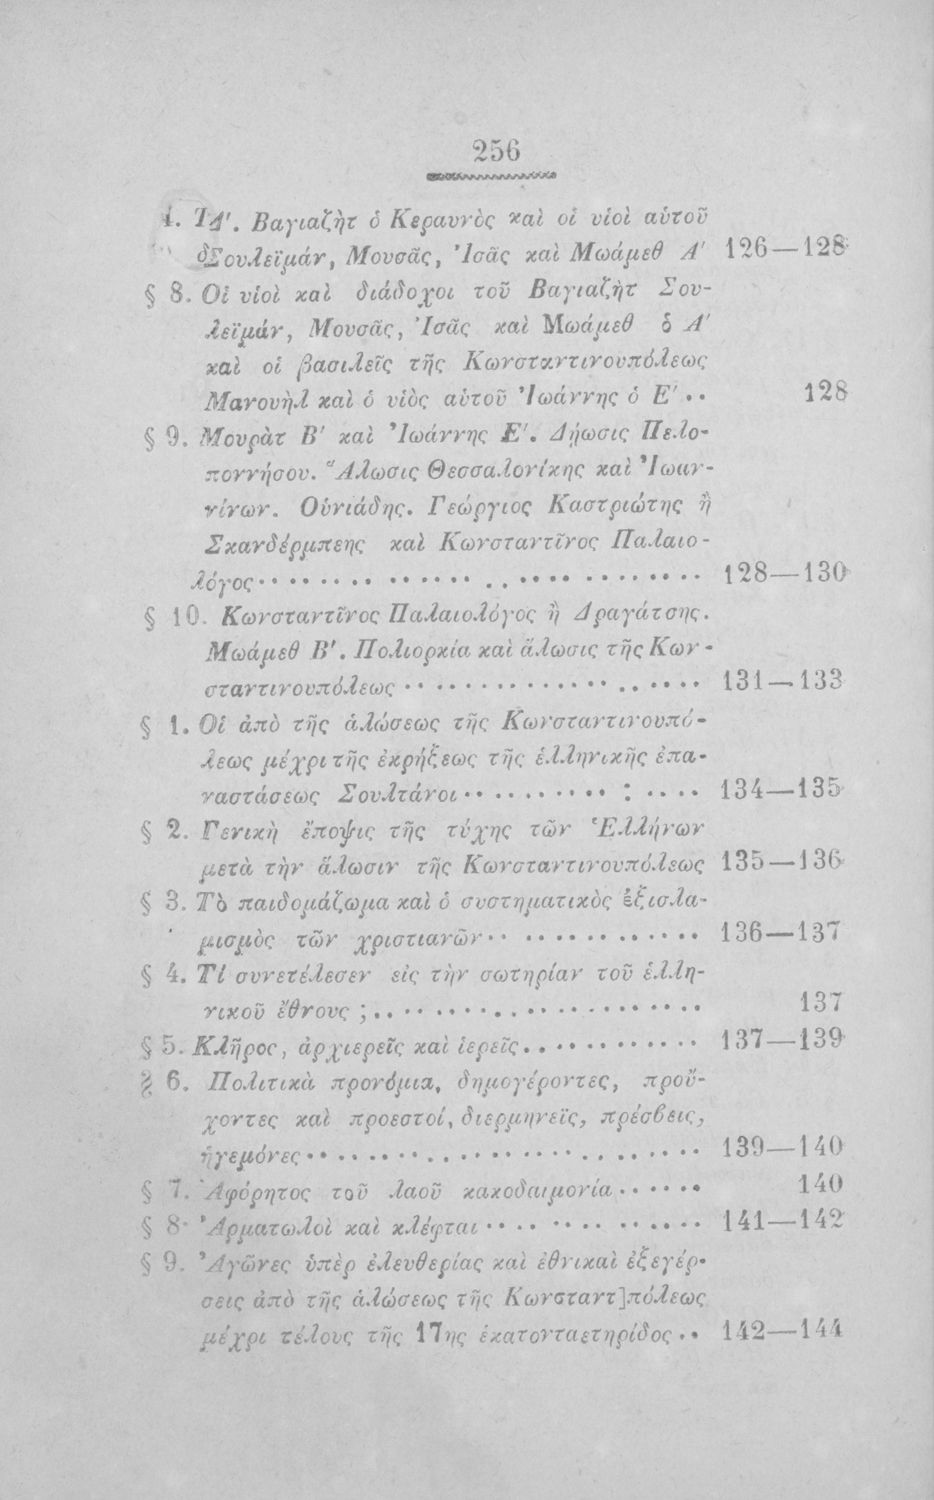 256
Βαγιαζὴτ ὁ Κεραυνὸς καὶ οἱ υἱοὶ αὑτοῦ
Σουλεϊμάν, Μουσᾶς, Ἰσᾶς καὶ Μωάμεθ Α' 126—128
§ 8. Οἱ υἱοὶ καὶ διάδοχοι τοῦ Βαγιαζὴτ Σου-
λεϊμάν, Μουσᾶς, Ἰσᾶς καὶ Μωάμεθ ὁ Α'
καὶ οἱ βασιλεῖς τῆς Κωνσταντινουπόλεως
Μανουὴλ καὶ ὁ υἱὸς αὑτοῦ Ἰωάννης ὁ Ε'.. 128
§ 9. Μουρὰτ Β' καὶ Ἰωάννης Ε'. Δῄωσις Πελο-
ποννήσου. Ἅλωσις Θεσσαλονίκης καὶ Ἰωαν-
νίνων. Οὑνιάδης. Γεώργιος Καστριώτης ἢ
Σκανδέρμπεης καὶ Κωνσταντῖνος Παλαιο-
λόγος........................ 128—130
§ 10. Κωνσταντῖνος Παλαιολόγος ἢ Δραγάτσης.
Μωάμεθ Β'. Πολιορκία καὶ ἅλωσις τῆς Κων-
σταντινουπόλεως.................. 131—133
§ 1. Οἱ ἀπὸ τῆς ἁλώσεως τῆς Κωνσταντινουπό-
λεως μέχρι τῆς ἐκρήξεως τῆς ἑλληνικῆς ἐπα-
ναστάσεως Σουλτάνοι.............. 134—135
§ 2. Γενικὴ ἔποψις τῆς τύχης τῶν Ἑλλήνων
μετὰ τὴν ἅλωσιν τῆς Κωνσταντινουπόλεως 135—136
§ 3. Τὸ παιδομάζωμα καὶ ὁ συστηματικὸς ἐξισλα-
μισμὸς τῶν χριστιανῶν............ 136—137
§ 4. Τί συνετέλεσεν εἰς τὴν σωτηρίαν τοῦ ἑλλη-
νικοῦ ἔθνους ;.................. 137
§ 5. Κλῆρος, ἀρχιερεῖς καὶ ἱερεῖς.......... 137—139
§ 6. Πολιτικὰ προνόμια, δημογέροντες, προὔ-
χοντες καὶ προεστοί, διερμηνεῖς, πρέσβεις,
ἡγεμόνες...................... 139—140
§ 7. Ἀφόρητος τοῦ λαοῦ κακοδαιμονία...... 140
§ 8. Ἀρματωλοὶ καὶ κλέφται............ 141—142
§ 9. Ἀγῶνες ὑπὲρ ἐλευθερίας καὶ ἐθνικαὶ ἐξεγέρ-
σεις ἀπὸ τῆς ἁλώσεως τῆς Κωνσταντ]πόλεως
μέχρι τέλους τῆς 17ης ἑκατονταετηρίδος.. 142—144